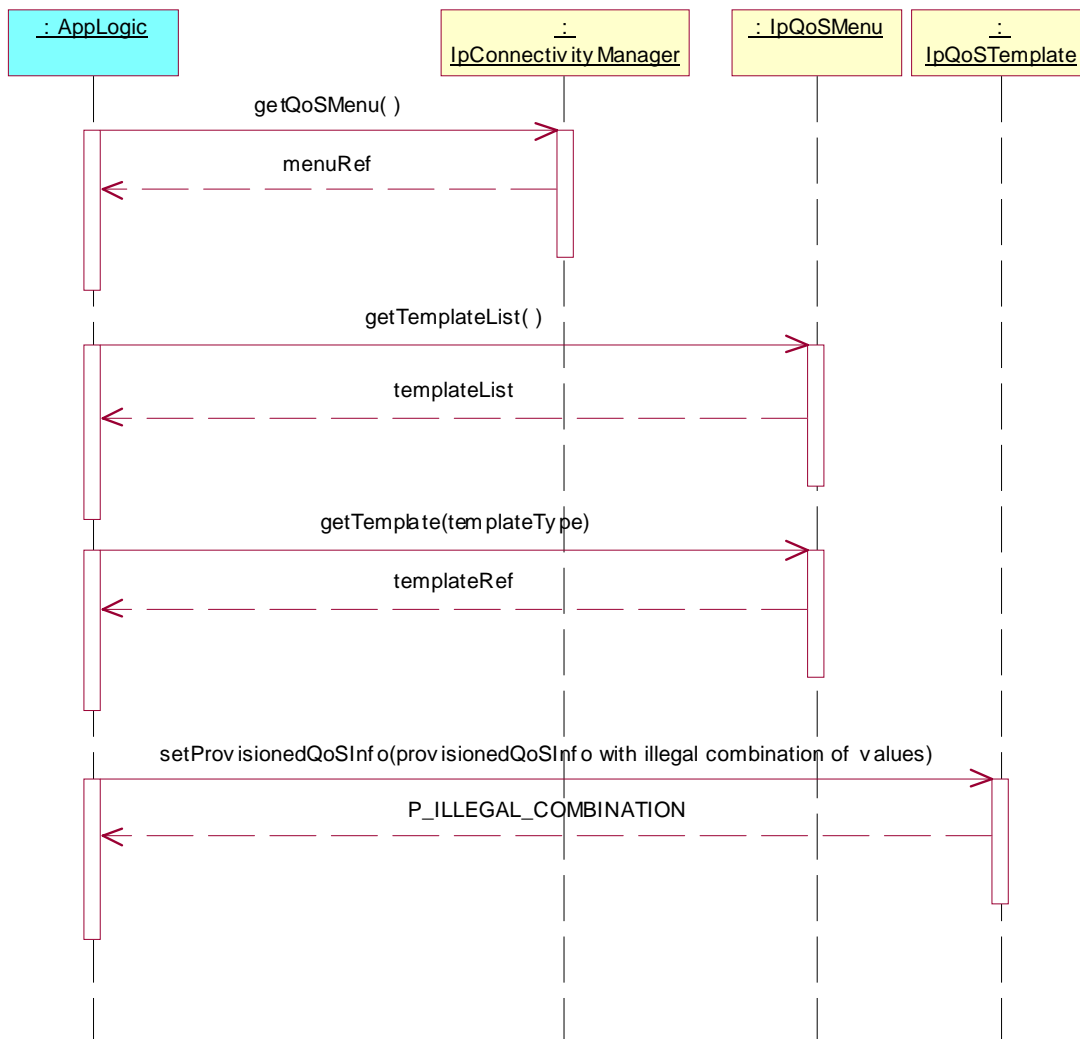 : AppLogic
:
IpConnectivityManager
: IpQoSMenu
:
IpQoSTemplate
getQoSMenu( )
menuRef
getTemplateList( )
templateList
getTemplate(templateType)
templateRef
setProvisionedQoSInfo(provisionedQoSInfo with illegal combination of values)
P_ILLEGAL_COMBINATION